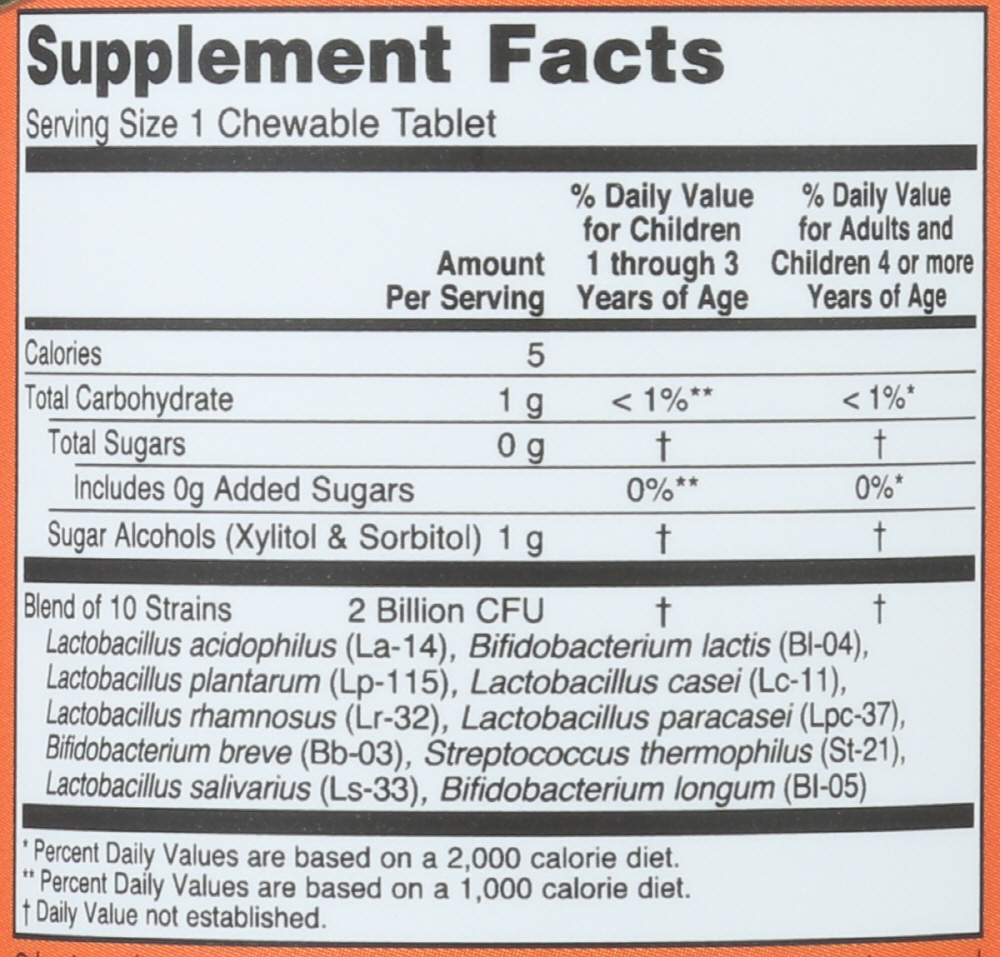 Supplement Facts
Serving Size 1 Chewable Tablet
% Daily Value % Daily Value
for Children for Adults and
Amount 1 through 3 Children 4 or more
Per Serving Years of Age Years of Age
Calories 5
Total Carbohydrate 1 g < 1%** < 1%*
Total Sugars 0 g † †
Includes 0g Added Sugars 0%** 0%*
Sugar Alcohols (Xylitol & Sorbitol) 1 g † †
Blend of 10 Strains 2 Billion CFU † †
Lactobacillus acidophilus (La-14), Bifidobacterium lactis (Bl-04),
Lactobacillus plantarum (Lp-115), Lactobacillus casei (Lc-11),
Lactobacillus rhamnosus (Lr-32), Lactobacillus paracasei (Lpc-37),
Bifidobacterium breve (Bb-03), Streptococcus thermophilus (St-21),
Lactobacillus salivarius (Ls-33), Bifidobacterium longum (Bl-05)
* Percent Daily Values are based on a 2,000 calorie diet.
** Percent Daily Values are based on a 1,000 calorie diet.
† Daily Value not established.